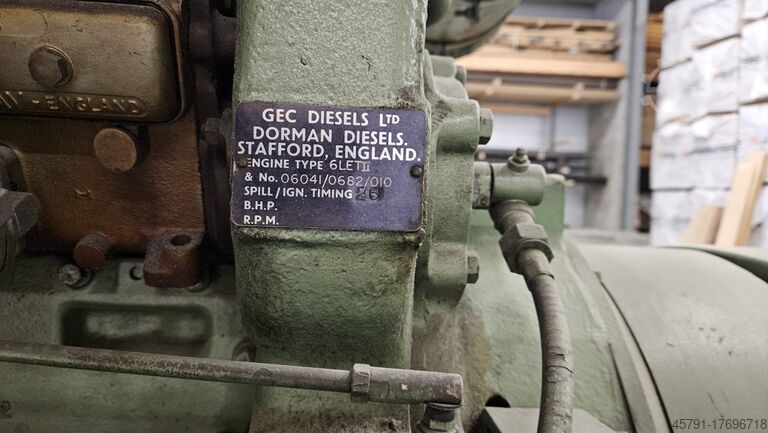 W - ENGLAND
GEC DIESELS LTD
DORMAN DIESELS.
STAFFORD, ENGLAND.
ENGINE TYPE 6LETII
& No. 06041/0682/010
SPILL/IGN. TIMING 26
B.H.P.
R.P.M.
45791-17696718